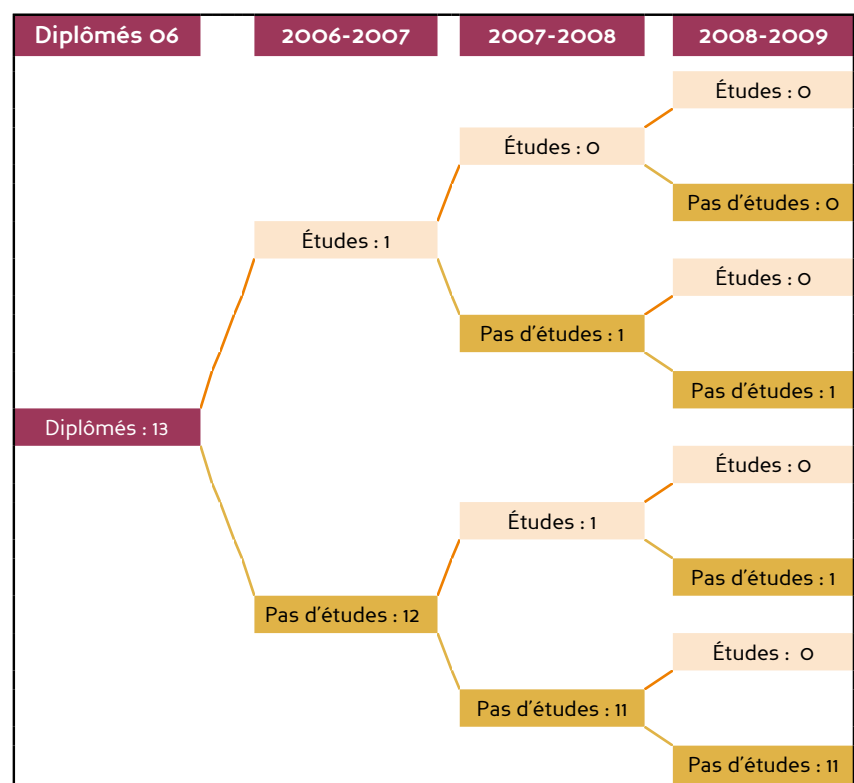 Diplômés 06 2006-2007 2007-2008 2008-2009
Études : 0
Études : 0
Pas d'études : 0
Études : 1
Études : 0
Pas d'études : 1
Pas d'études : 1
Diplômés : 13
Études : 0
Études : 1
Pas d'études : 1
Pas d'études : 12
Études : 0
Pas d'études : 11
Pas d'études : 11